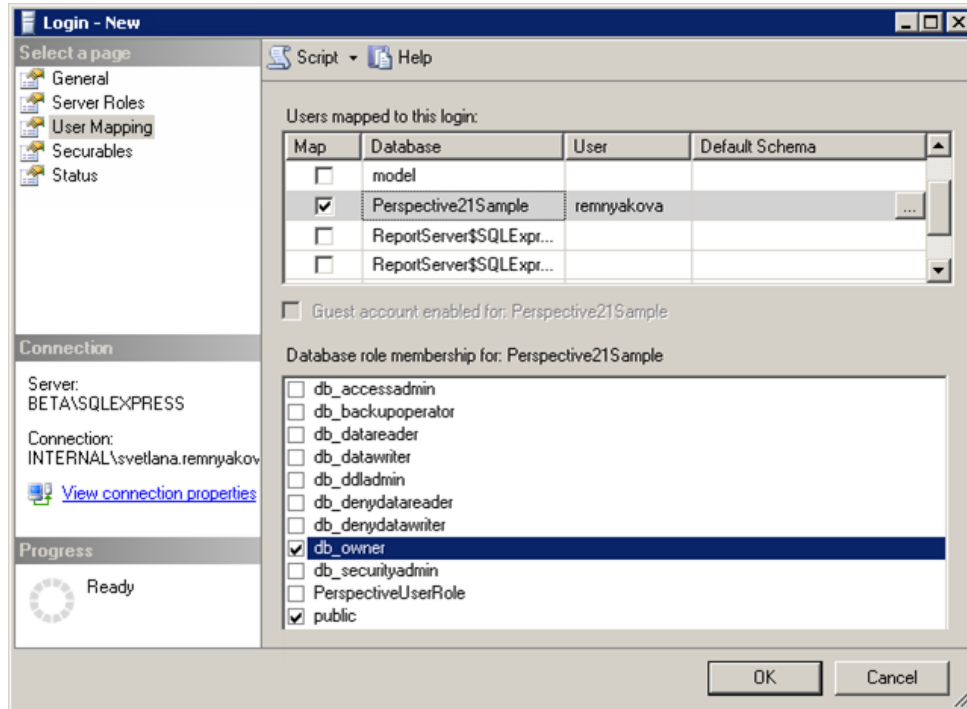 Login - New
Select a page
General
Server Roles
User Mapping
Securables
Status
Script Help
Users mapped to this login:
Map Database User Default Schema
model
Perspective21Sample remnyakova ...
ReportServer$SQLExpr...
ReportServer$SQLExpr...
Guest account enabled for: Perspective21Sample
Database role membership for: Perspective21Sample
db_accessadmin
db_backupoperator
db_datareader
db_datawriter
db_ddladmin
db_denydatareader
db_denydatawriter
db_owner
db_securityadmin
PerspectiveUserRole
public
Connection
Server:
BETA\SQLEXPRESS
Connection:
INTERNAL\svetlana.remnyakov
View connection properties
Progress
Ready
OK Cancel